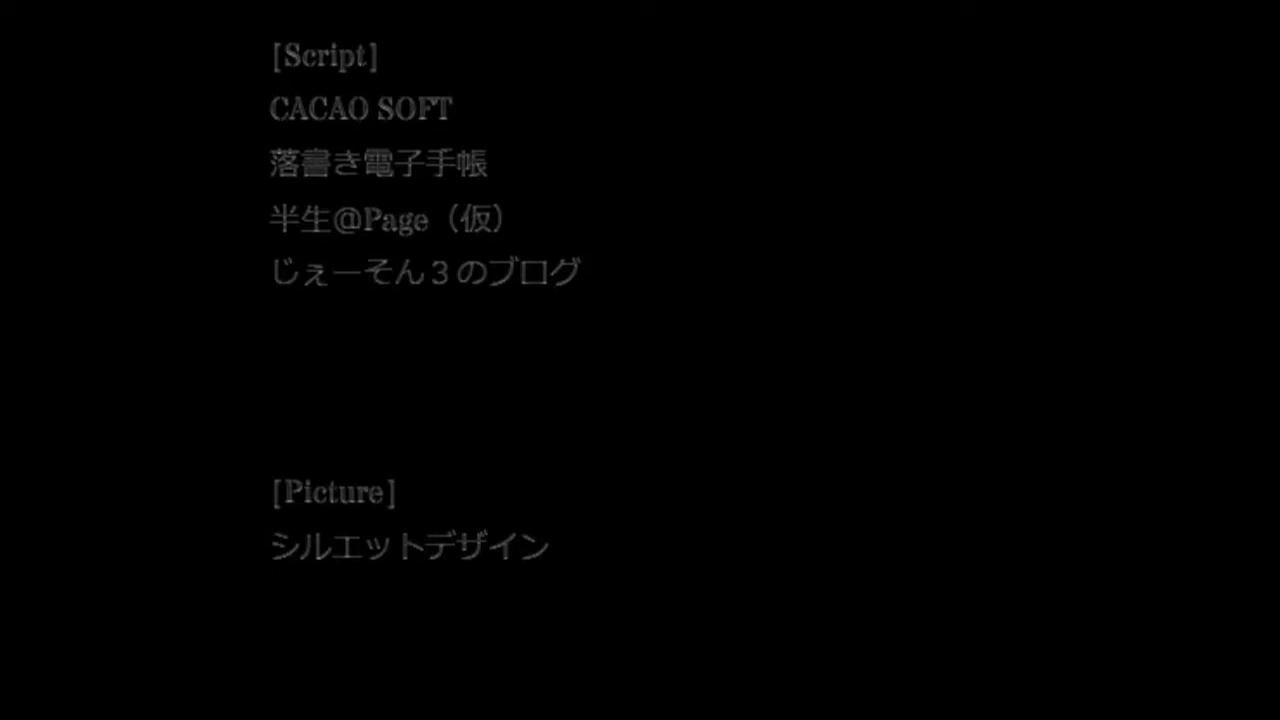 [Script]
CACAO SOFT
落書き電子手帳
半生@Page（仮）
じぇーそん３のブログ
[Picture]
シルエットデザイン